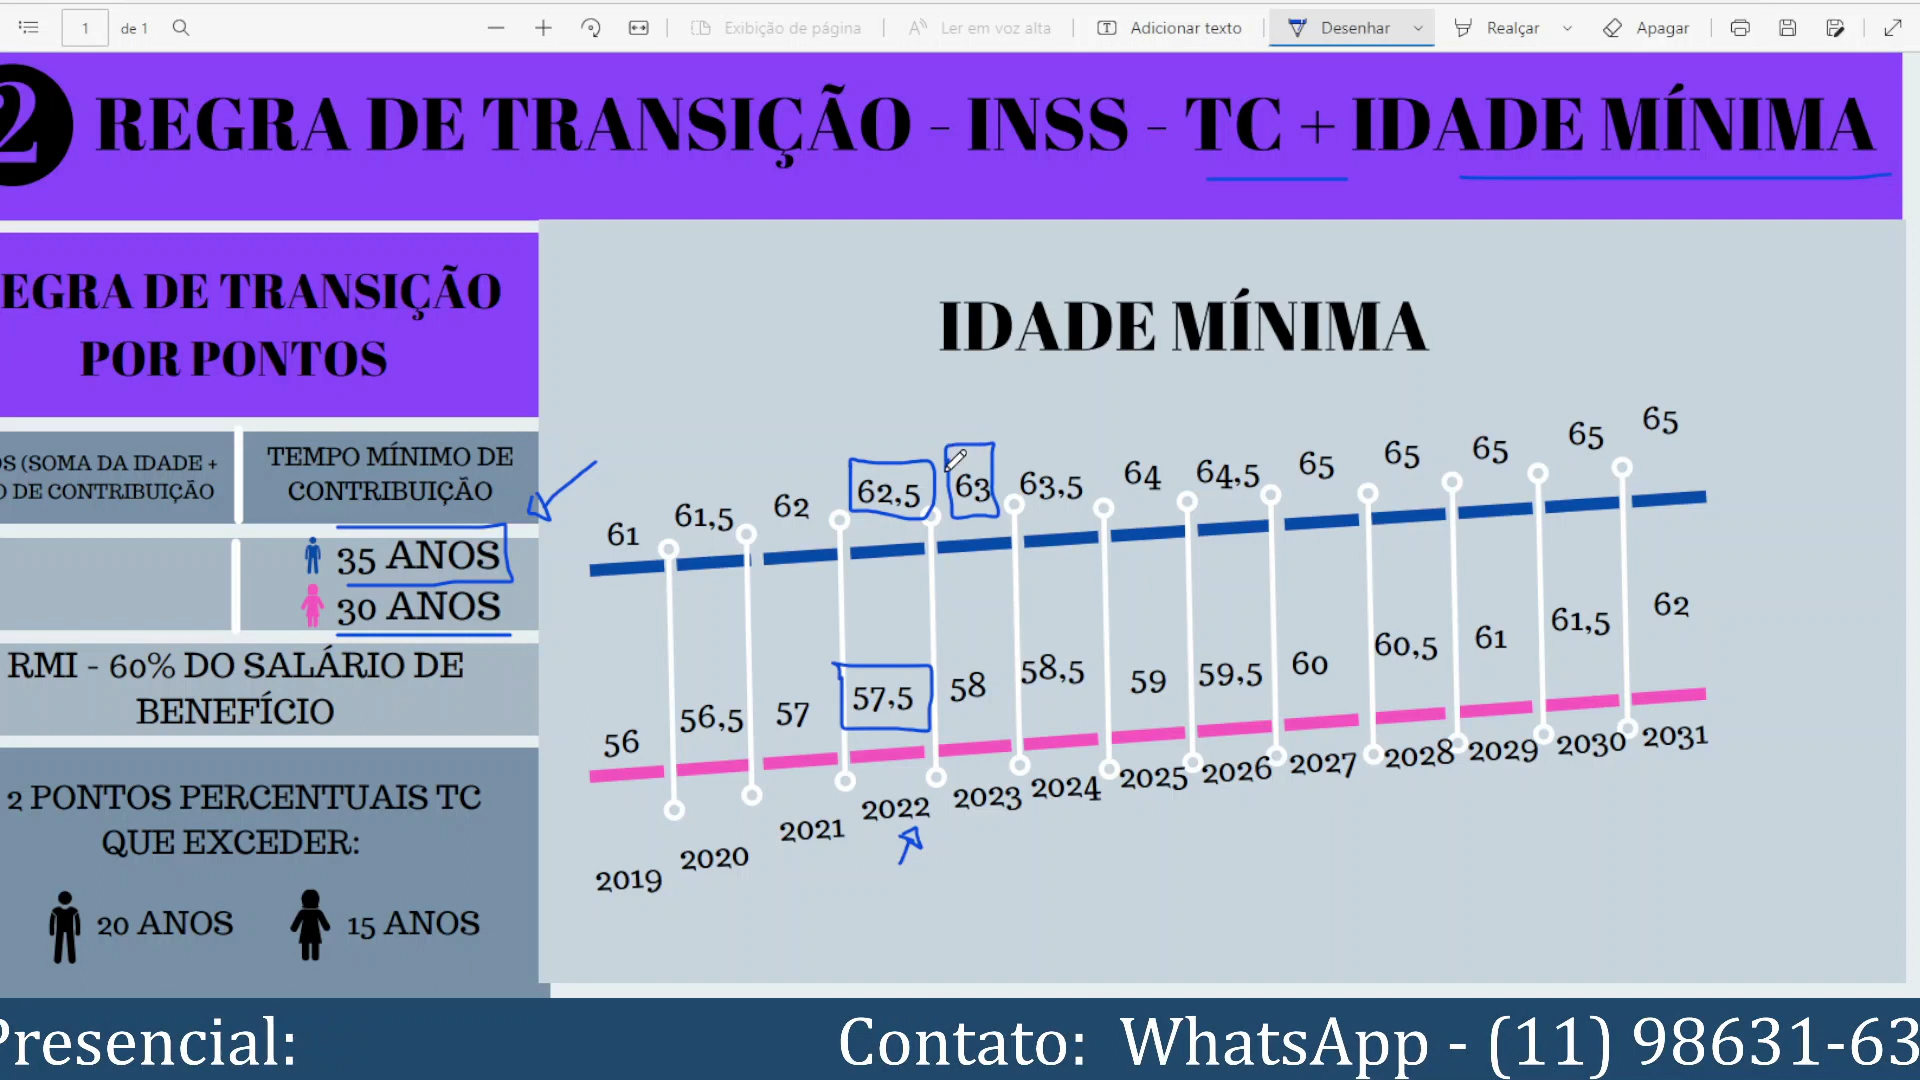 1 de 1 Exibição de página Ler em voz alta Adicionar texto Desenhar Realçar Apagar
2 REGRA DE TRANSIÇÃO - INSS - TC + IDADE MÍNIMA
EGRA DE TRANSIÇÃO
POR PONTOS
OS (SOMA DA IDADE +
O DE CONTRIBUIÇÃO
TEMPO MÍNIMO DE
CONTRIBUIÇÃO
35 ANOS
30 ANOS
RMI - 60% DO SALÁRIO DE
BENEFÍCIO
2 PONTOS PERCENTUAIS TC
QUE EXCEDER:
20 ANOS 15 ANOS
IDADE MÍNIMA
61 61,5 62 62,5 63 63,5 64 64,5 65 65 65 65 65
56 56,5 57 57,5 58 58,5 59 59,5 60 60,5 61 61,5 62
2019 2020 2021 2022 2023 2024 2025 2026 2027 2028 2029 2030 2031
Presencial: Contato: WhatsApp - (11) 98631-63